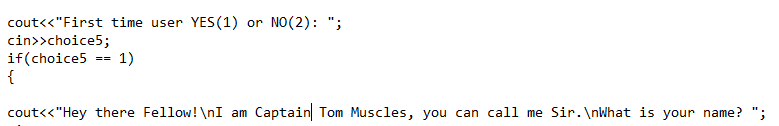 cout<<"First time user YES(1) or NO(2): ";
cin>>choice5;
if(choice5 == 1)
{
cout<<"Hey there Fellow!\nI am Captain Tom Muscles, you can call me Sir.\nWhat is your name? ";